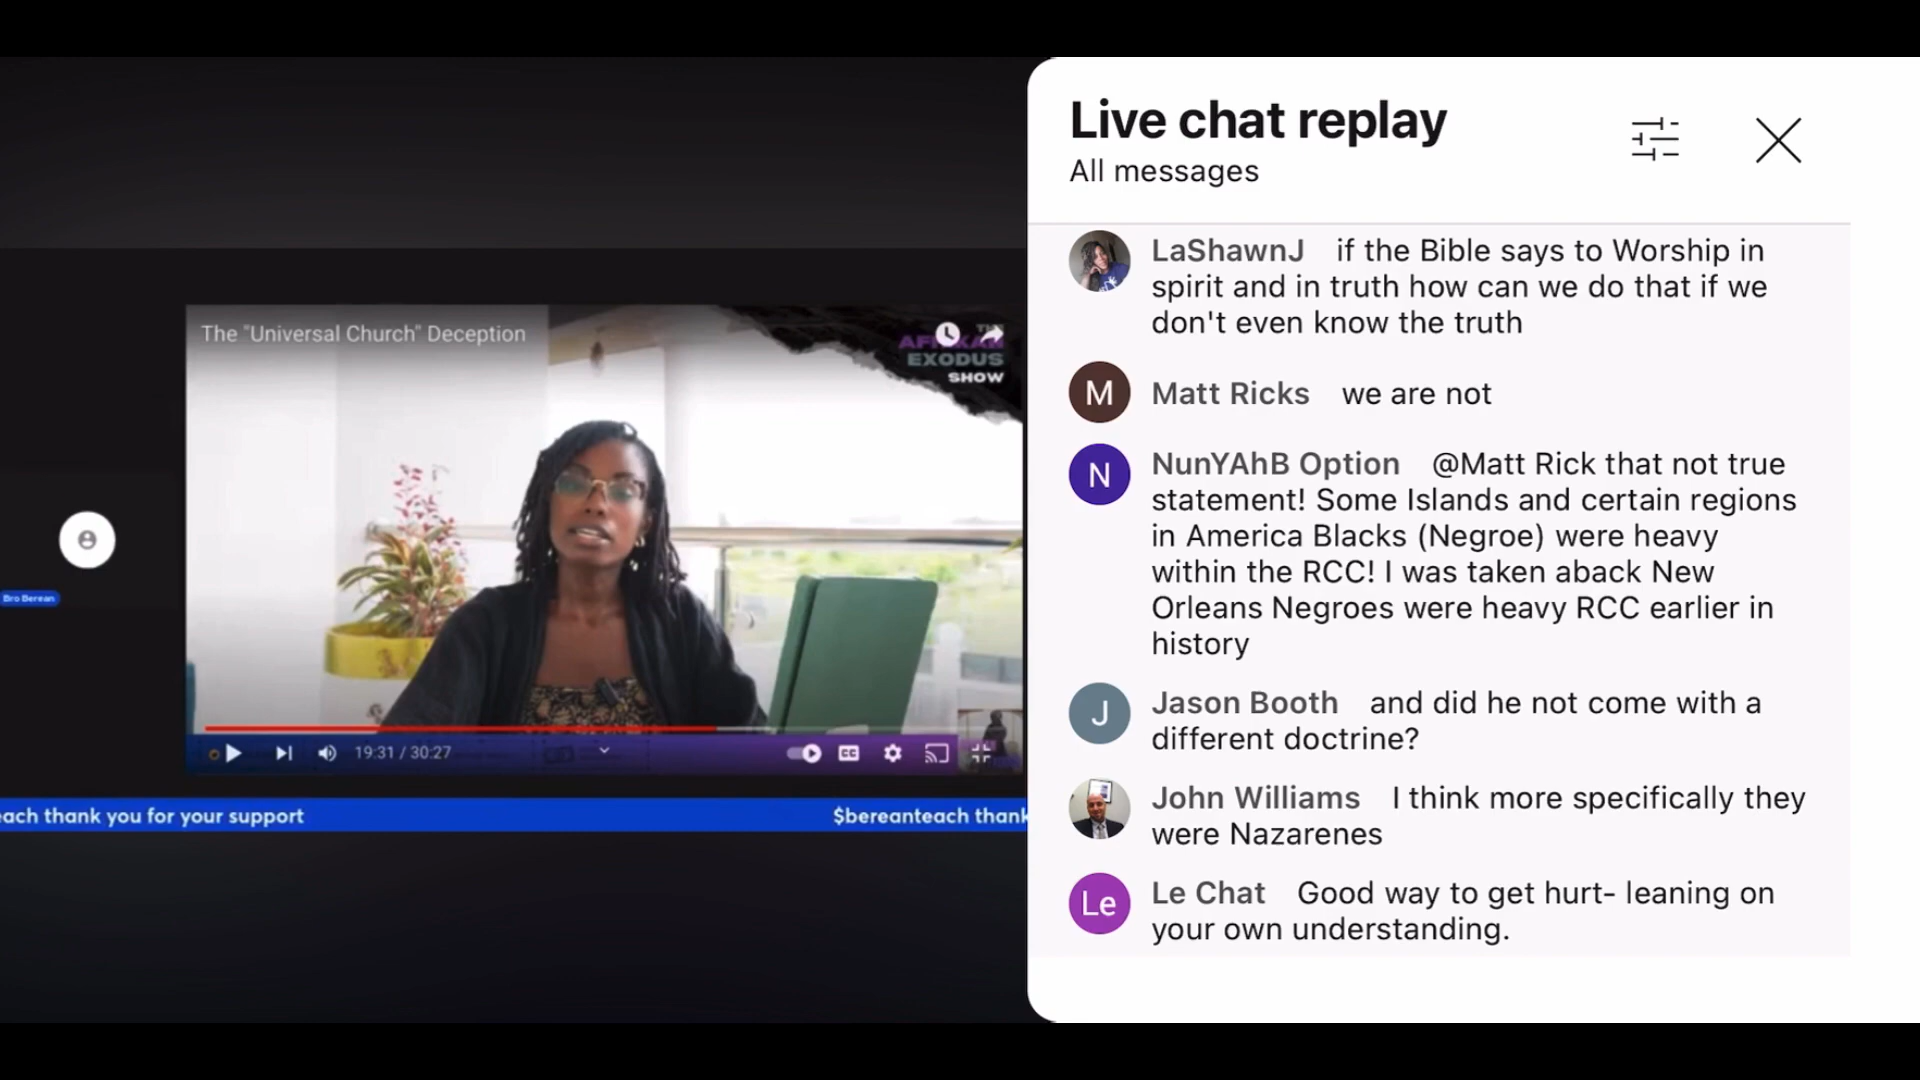 Live chat replay
All messages
LaShawnJ if the Bible says to Worship in
spirit and in truth how can we do that if we
don't even know the truth
M
Matt Ricks we are not
N
NunYAhB Option @Matt Rick that not true
statement! Some Islands and certain regions
in America Blacks (Negroe) were heavy
within the RCC! I was taken aback New
Orleans Negroes were heavy RCC earlier in
history
J
Jason Booth and did he not come with a
different doctrine?
John Williams I think more specifically they
were Nazarenes
Le
Le Chat Good way to get hurt- leaning on
your own understanding.
The "Universal Church" Deception
EXODUS
SHOW
Bro Berean
19:31 / 30:27
CC
each thank you for your support
$bereanteach thank